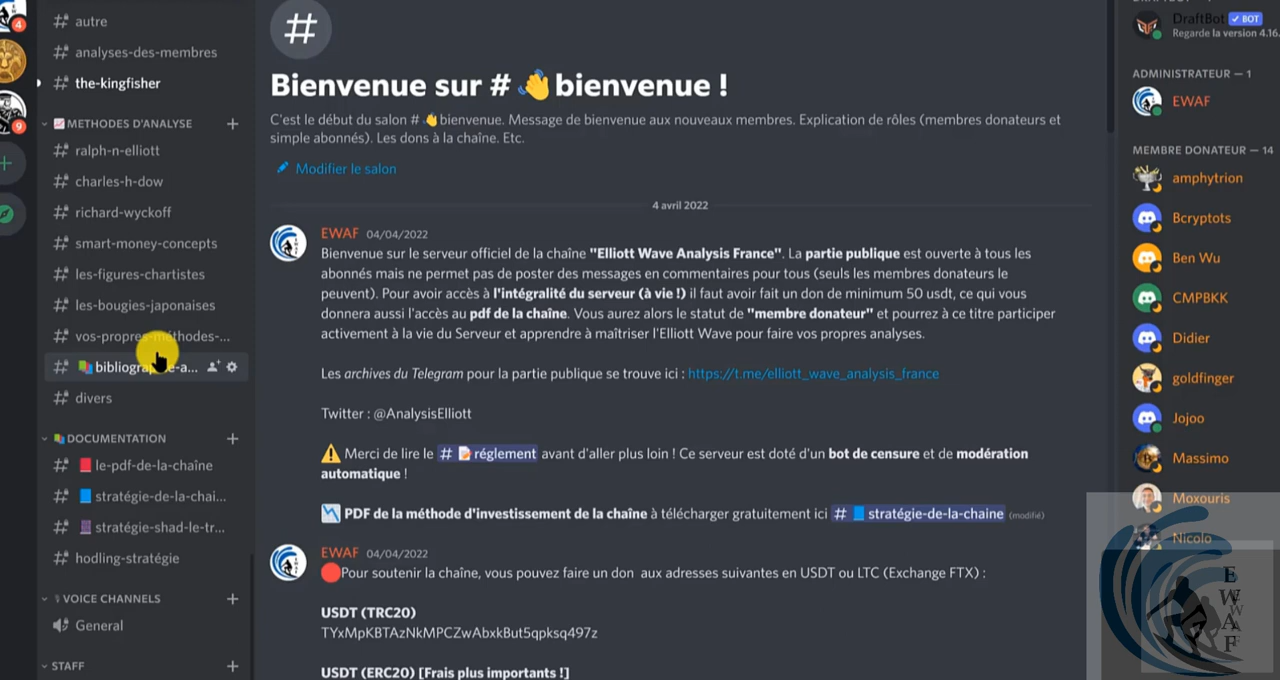 4
9
autre
analyses-des-membres
the-kingfisher
METHODES D'ANALYSE
ralph-n-elliott
charles-h-dow
richard-wyckoff
smart-money-concepts
les-figures-chartistes
les-bougies-japonaises
vos-propres-méthodes-...
divers
DOCUMENTATION
le-pdf-de-la-chaîne
stratégie-de-la-chai...
stratégie-shad-le-tr...
hodling-stratégie
VOICE CHANNELS
General
STAFF
Bienvenue sur # 👋bienvenue !
C'est le début du salon #👋bienvenue. Message de bienvenue aux nouveaux membres. Explication de rôles (membres donateurs et
simple abonnés). Les dons à la chaîne. Etc.
Modifier le salon
4 avril 2022
EWAF 04/04/2022
Bienvenue sur le serveur officiel de la chaîne "Elliott Wave Analysis France". La partie publique est ouverte à tous les
abonnés mais ne permet pas de poster des messages en commentaires pour tous (seuls les membres donateurs le
peuvent). Pour avoir accès à l'intégralité du serveur (à vie !) il faut avoir fait un don de minimum 50 usdt, ce qui vous
donnera aussi l'accès au pdf de la chaîne. Vous aurez alors le statut de "membre donateur" et pourrez à ce titre participer
activement à la vie du Serveur et apprendre à maîtriser l'Elliott Wave pour faire vos propres analyses.
Les archives du Telegram pour la partie publique se trouve ici : https://t.me/elliott_wave_analysis_france
Twitter : @AnalysisElliott
⚠️ Merci de lire le # 📝réglement avant d'aller plus loin ! Ce serveur est doté d'un bot de censure et de modération
automatique !
📉 PDF de la méthode d'investissement de la chaîne à télécharger gratuitement ici # 📘 stratégie-de-la-chaine (modifié)
EWAF 04/04/2022
🔴Pour soutenir la chaîne, vous pouvez faire un don aux adresses suivantes en USDT ou LTC (Exchange FTX) :
USDT (TRC20)
TYxMpKBTAzNkMPCZwAbxkBut5qpksq497z
USDT (ERC20) [Frais plus importants !]
DraftBot BOT
Regarde la version 4.16.
ADMINISTRATEUR — 1
EWAF
MEMBRE DONATEUR — 14
amphytrion
Bcryptots
Ben Wu
CMPBKK
Didier
goldfinger
Jojoo
Massimo
Moxouris
Nicolo
EWAF